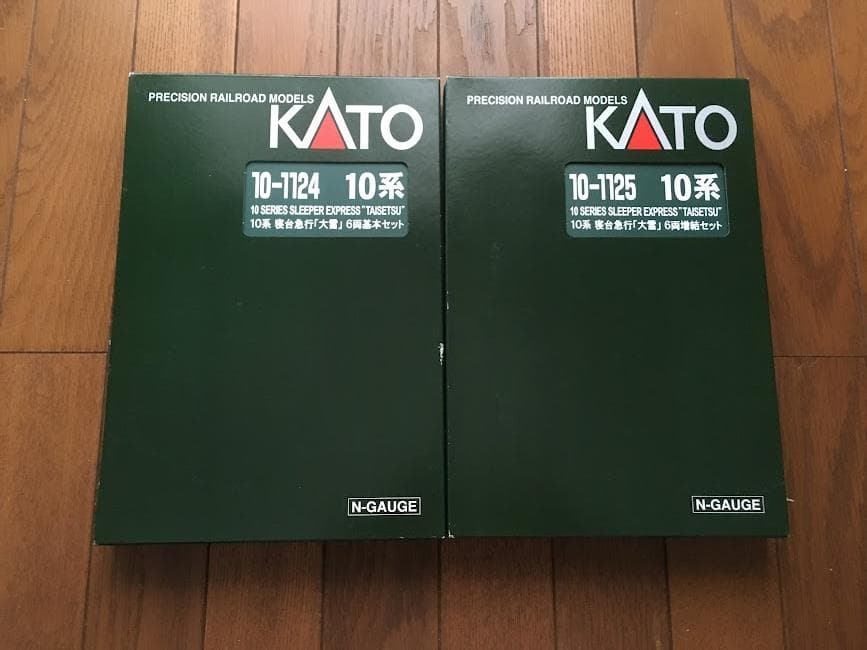 PRECISION RAILROAD MODELS
KATO
10-1124 10系
10 SERIES SLEEPER EXPRESS "TAISETSU"
10系 寝台急行「大雪」 6両基本セット
N-GAUGE
PRECISION RAILROAD MODELS
KATO
10-1125 10系
10 SERIES SLEEPER EXPRESS "TAISETSU"
10系 寝台急行「大雪」 6両増結セット
N-GAUGE